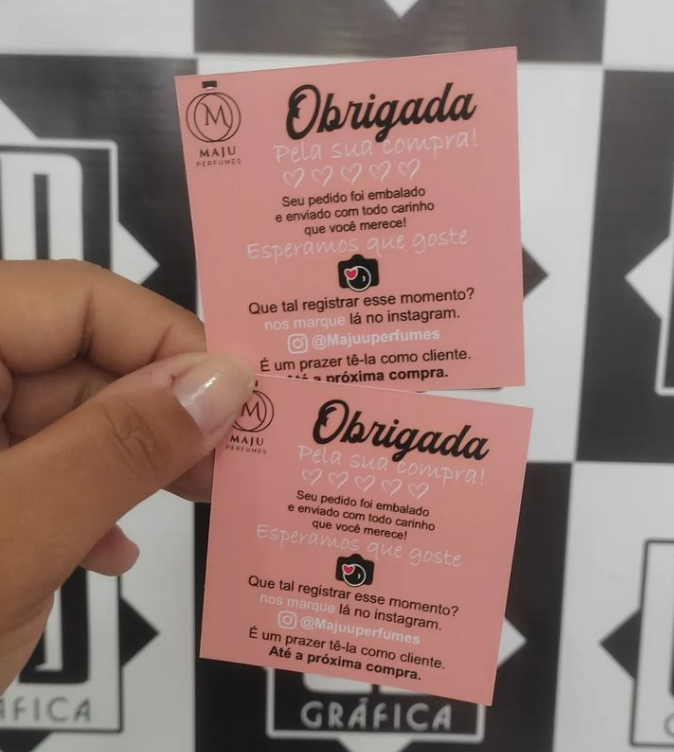 MAJU
PERFUMES
Obrigada
Pela sua compra!
Seu pedido foi embalado
e enviado com todo carinho
que você merece!
Esperamos que goste
Que tal registrar esse momento?
nos marque lá no instagram.
@Majuuperfumes
É um prazer tê-la como cliente.
Até a próxima compra.
MAJU
PERFUMES
Obrigada
Pela sua compra!
Seu pedido foi embalado
e enviado com todo carinho
que você merece!
Esperamos que goste
Que tal registrar esse momento?
nos marque lá no instagram.
@Majuuperfumes
É um prazer tê-la como cliente.
Até a próxima compra.
GRÁFICA